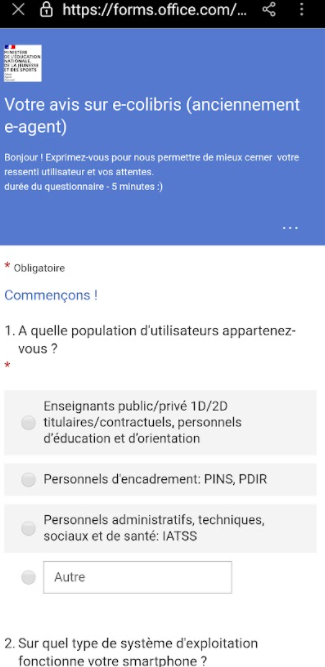 https://forms.office.com/...
MINISTÈRE
DE L'ÉDUCATION
NATIONALE,
DE LA JEUNESSE
ET DES SPORTS
Votre avis sur e-colibris (anciennement
e-agent)
Bonjour ! Exprimez-vous pour nous permettre de mieux cerner votre
ressenti utilisateur et vos attentes.
durée du questionnaire - 5 minutes :)
...
* Obligatoire
Commençons !
1. A quelle population d'utilisateurs appartenez-
vous ?
*
Enseignants public/privé 1D/2D
titulaires/contractuels, personnels
d'éducation et d'orientation
Personnels d'encadrement: PINS, PDIR
Personnels administratifs, techniques,
sociaux et de santé: IATSS
Autre
2. Sur quel type de système d'exploitation
fonctionne votre smartphone ?